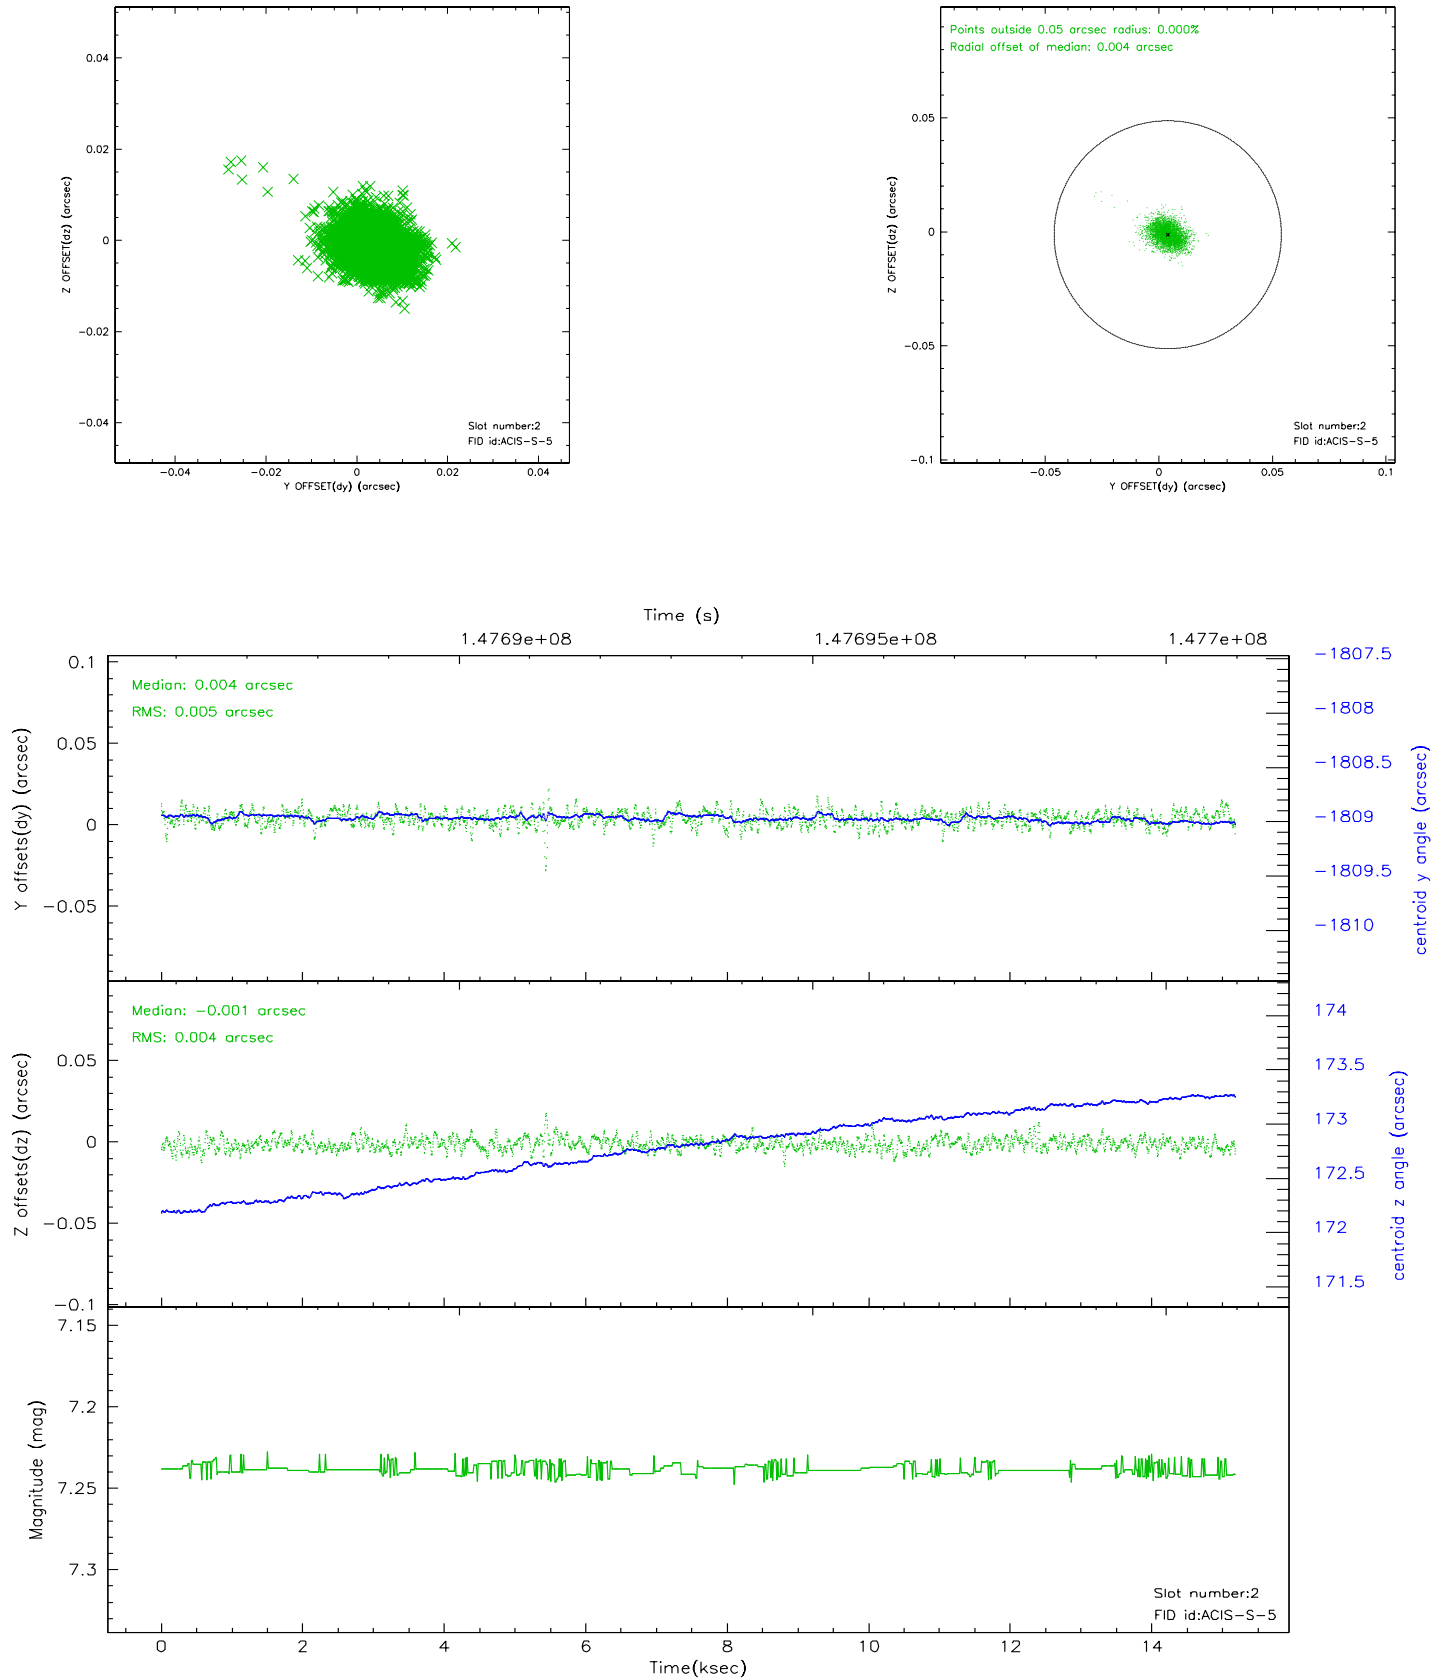 0.04
0.02
0
-0.02
-0.04
Z OFFSET(dz) (arcsec)
Slot number:2
FID id:ACIS-S-5
-0.04 -0.02 0 0.02 0.04
Y OFFSET(dy) (arcsec)
Points outside 0.05 arcsec radius: 0.000%
Radial offset of median: 0.004 arcsec
0.05
0
-0.05
-0.1
Z OFFSET(dz) (arcsec)
Slot number:2
FID id:ACIS-S-5
-0.05 0 0.05 0.1
Y OFFSET(dy) (arcsec)
Time (s)
1.4769e+08 1.47695e+08 1.477e+08
0.1
0.05
0
-0.05
Y offsets(dy) (arcsec)
Median: 0.004 arcsec
RMS: 0.005 arcsec
-1807.5
-1808
-1808.5
-1809
-1809.5
-1810
centroid y angle (arcsec)
0.05
0
-0.05
-0.1
Z offsets(dz) (arcsec)
Median: -0.001 arcsec
RMS: 0.004 arcsec
174
173.5
173
172.5
172
171.5
centroid z angle (arcsec)
7.15
7.2
7.25
7.3
Magnitude (mag)
Slot number:2
FID id:ACIS-S-5
0 2 4 6 8 10 12 14
Time(ksec)